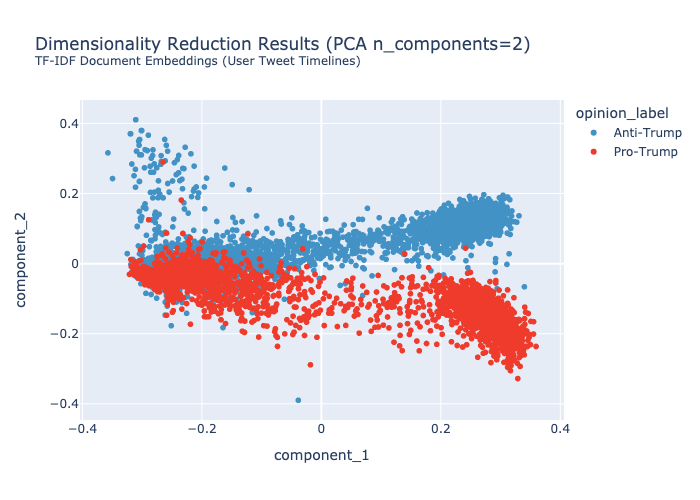 Dimensionality Reduction Results (PCA n_components=2)
TF-IDF Document Embeddings (User Tweet Timelines)
opinion_label
Anti-Trump
Pro-Trump
0.4
0.2
0
−0.2
−0.4
component_2
−0.4
−0.2
0
0.2
0.4
component_1